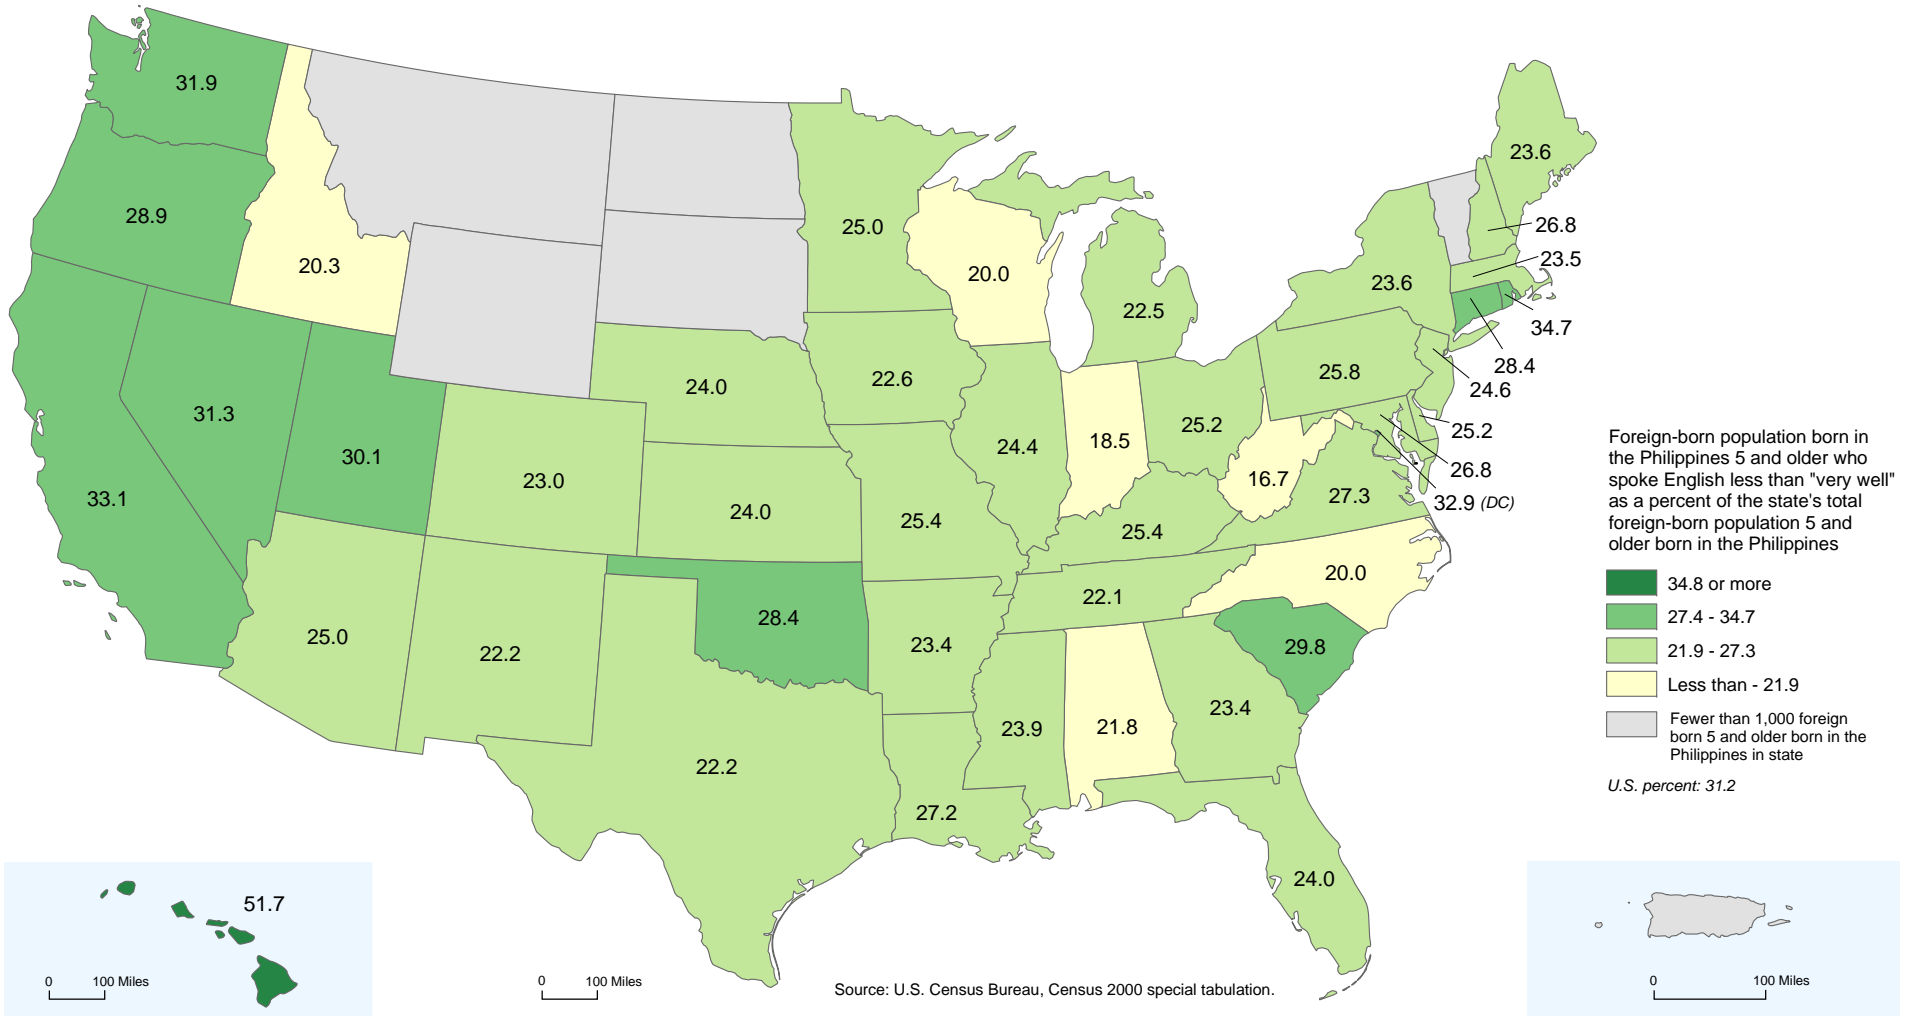 31.9
28.9
20.3
25.0
20.0
22.5
23.6
26.8
23.5
23.6
34.7
28.4
24.6
25.8
25.2
26.8
32.9 (DC)
33.1
31.3
30.1
24.0
22.6
23.0
24.0
24.4
18.5
25.2
16.7
27.3
25.4
25.4
20.0
22.1
25.0
22.2
28.4
23.4
29.8
23.9
21.8
23.4
22.2
27.2
24.0
51.7
Foreign-born population born in
the Philippines 5 and older who
spoke English less than "very well"
as a percent of the state's total
foreign-born population 5 and
older born in the Philippines
34.8 or more
27.4 - 34.7
21.9 - 27.3
Less than - 21.9
Fewer than 1,000 foreign
born 5 and older born in the
Philippines in state
U.S. percent: 31.2
0 100 Miles
0 100 Miles
Source: U.S. Census Bureau, Census 2000 special tabulation.
0 100 Miles